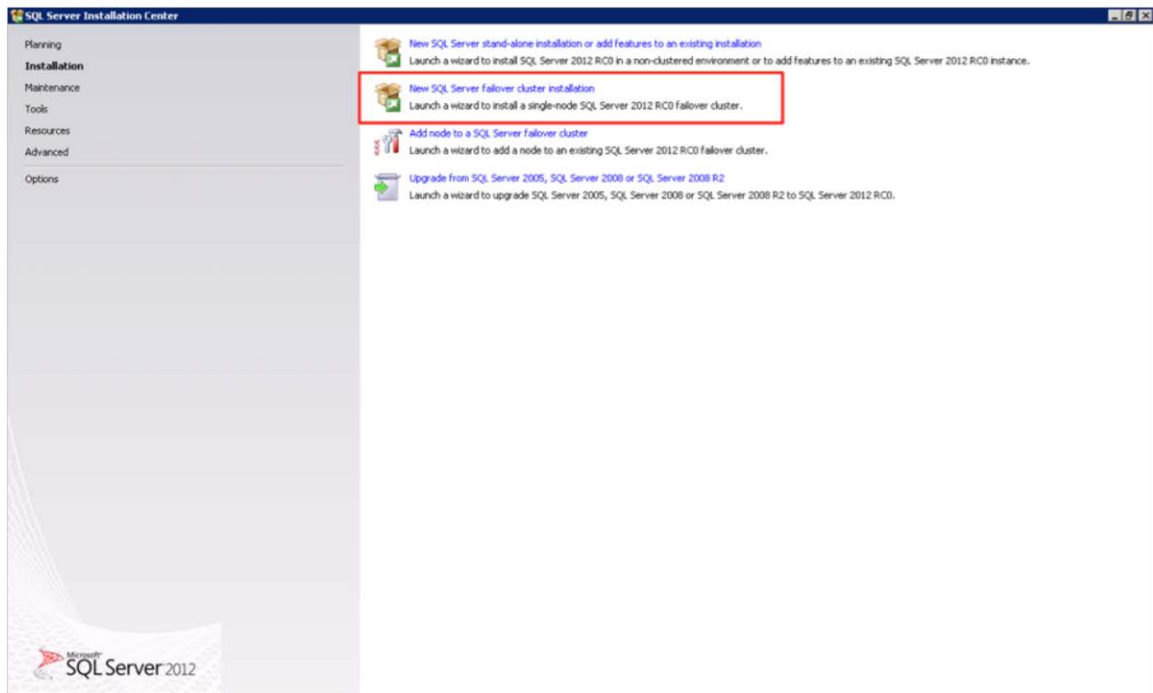 SQL Server Installation Center
Planning
Installation
Maintenance
Tools
Resources
Advanced
Options
New SQL Server stand-alone installation or add features to an existing installation
Launch a wizard to install SQL Server 2012 RC0 in a non-clustered environment or to add features to an existing SQL Server 2012 RC0 instance.
New SQL Server failover cluster installation
Launch a wizard to install a single-node SQL Server 2012 RC0 failover cluster.
Add node to a SQL Server failover cluster
Launch a wizard to add a node to an existing SQL Server 2012 RC0 failover cluster.
Upgrade from SQL Server 2005, SQL Server 2008 or SQL Server 2008 R2
Launch a wizard to upgrade SQL Server 2005, SQL Server 2008 or SQL Server 2008 R2 to SQL Server 2012 RC0.
Microsoft
SQL Server 2012